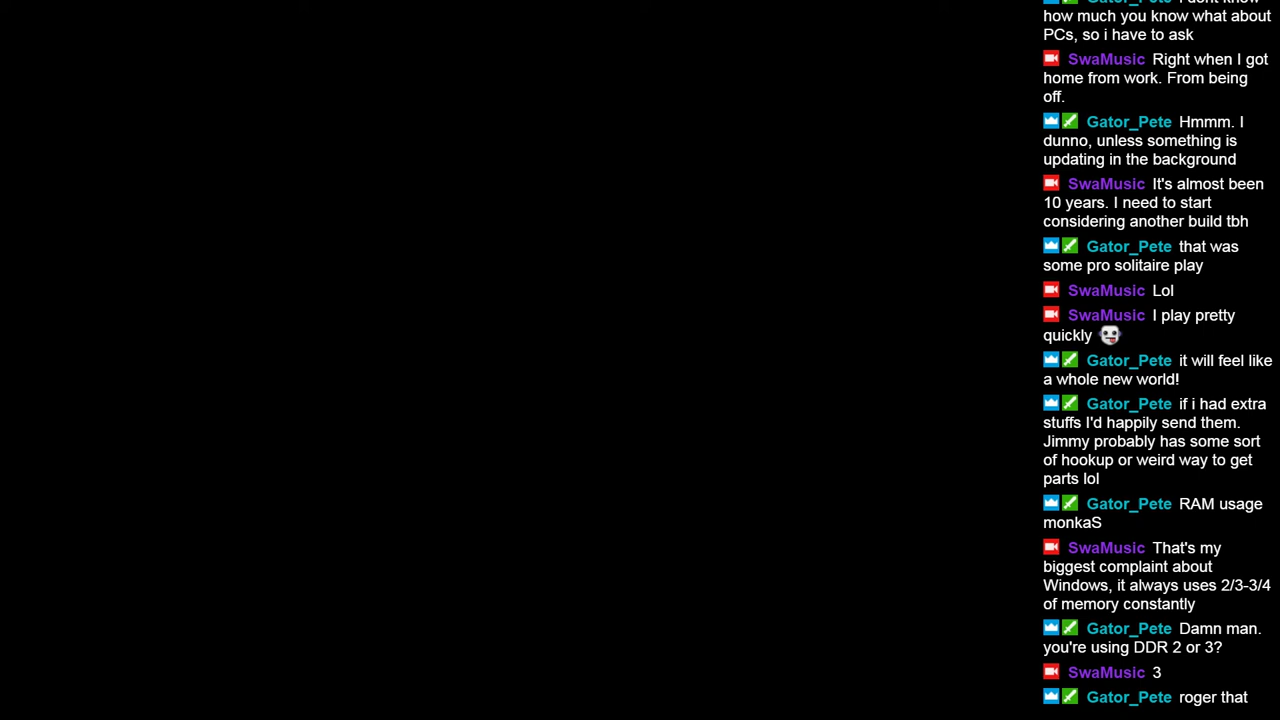 how much you know what about
PCs, so i have to ask
SwaMusic Right when I got
home from work. From being
off.
Gator_Pete Hmmm. I
dunno, unless something is
updating in the background
SwaMusic It's almost been
10 years. I need to start
considering another build tbh
Gator_Pete that was
some pro solitaire play
SwaMusic Lol
SwaMusic I play pretty
quickly
Gator_Pete it will feel like
a whole new world!
Gator_Pete if i had extra
stuffs I'd happily send them.
Jimmy probably has some sort
of hookup or weird way to get
parts lol
Gator_Pete RAM usage
monkaS
SwaMusic That's my
biggest complaint about
Windows, it always uses 2/3-3/4
of memory constantly
Gator_Pete Damn man.
you're using DDR 2 or 3?
SwaMusic 3
Gator_Pete roger that